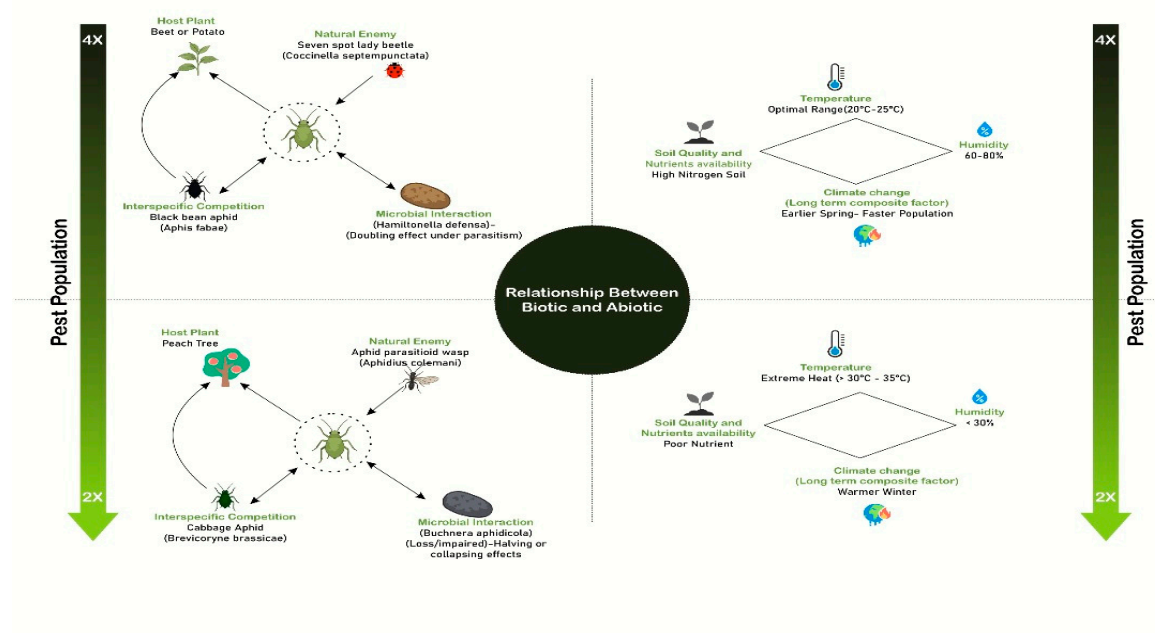 4X
Pest Population
2X
Host Plant
Beet or Potato
Natural Enemy
Seven spot lady beetle
(Coccinella septempunctata)
Interspecific Competition
Black bean aphid
(Aphis fabae)
Microbial Interaction
(Hamiltonella defensa)-
(Doubling effect under parasitism)
Temperature
Optimal Range(20°C-25°C)
Soil Quality and
Nutrients availability
High Nitrogen Soil
%
Humidity
60-80%
Climate change
(Long term composite factor)
Earlier Spring- Faster Population
Relationship Between
Biotic and Abiotic
Host Plant
Peach Tree
Natural Enemy
Aphid parasitioid wasp
(Aphidius colemani)
Interspecific Competition
Cabbage Aphid
(Brevicoryne brassicae)
Microbial Interaction
(Buchnera aphidicola)
(Loss/impaired)-Halving or
collapsing effects
Temperature
Extreme Heat (> 30°C - 35°C)
Soil Quality and
Nutrients availability
Poor Nutrient
%
Humidity
< 30%
Climate change
(Long term composite factor)
Warmer Winter
4X
Pest Population
2X